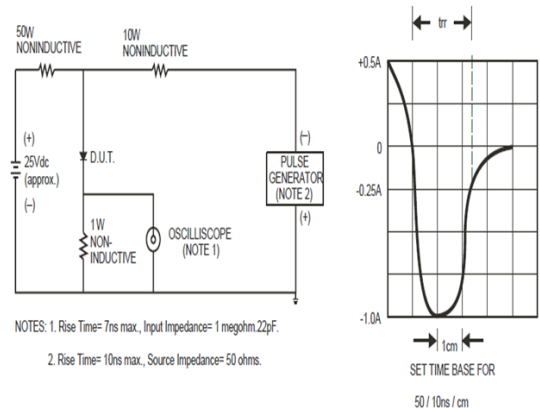 50W
NONINDUCTIVE
10W
NONINDUCTIVE
(+)
25Vdc
(approx.)
(–)
D.U.T.
1W
NON-
INDUCTIVE
OSCILLISCOPE
(NOTE 1)
(–)
PULSE
GENERATOR
(NOTE 2)
(+)
trr
+0.5A
0
-0.25A
-1.0A
1cm
SET TIME BASE FOR
50 / 10ns / cm
NOTES: 1. Rise Time= 7ns max., Input Impedance= 1 megohm.22pF.
2. Rise Time= 10ns max., Source Impedance= 50 ohms.